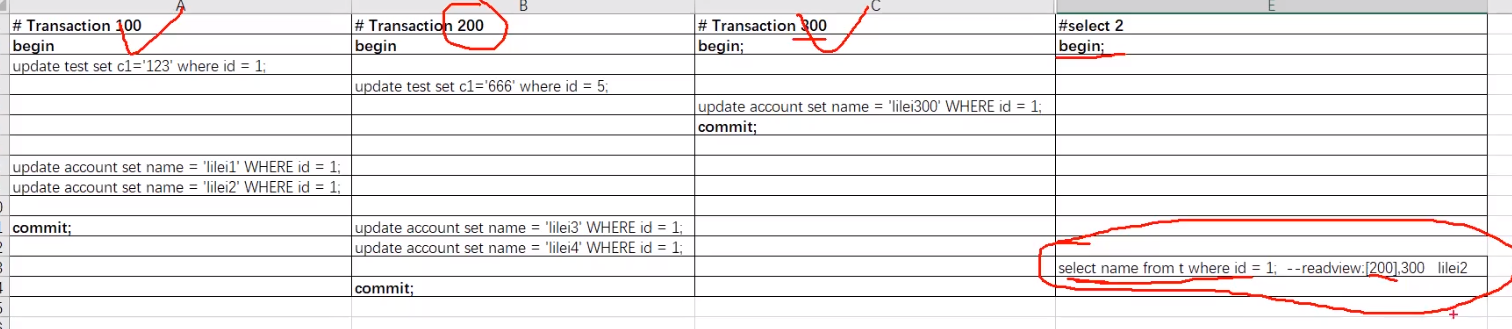 A B C E
# Transaction 100 # Transaction 200 # Transaction 300 #select 2
begin begin begin; begin;
update test set c1='123' where id = 1;
update test set c1='666' where id = 5;
update account set name = 'lilei300' WHERE id = 1;
commit;
update account set name = 'lilei1' WHERE id = 1;
update account set name = 'lilei2' WHERE id = 1;
commit; update account set name = 'lilei3' WHERE id = 1;
update account set name = 'lilei4' WHERE id = 1;
select name from t where id = 1; --readview:[200],300 lilei2
commit;